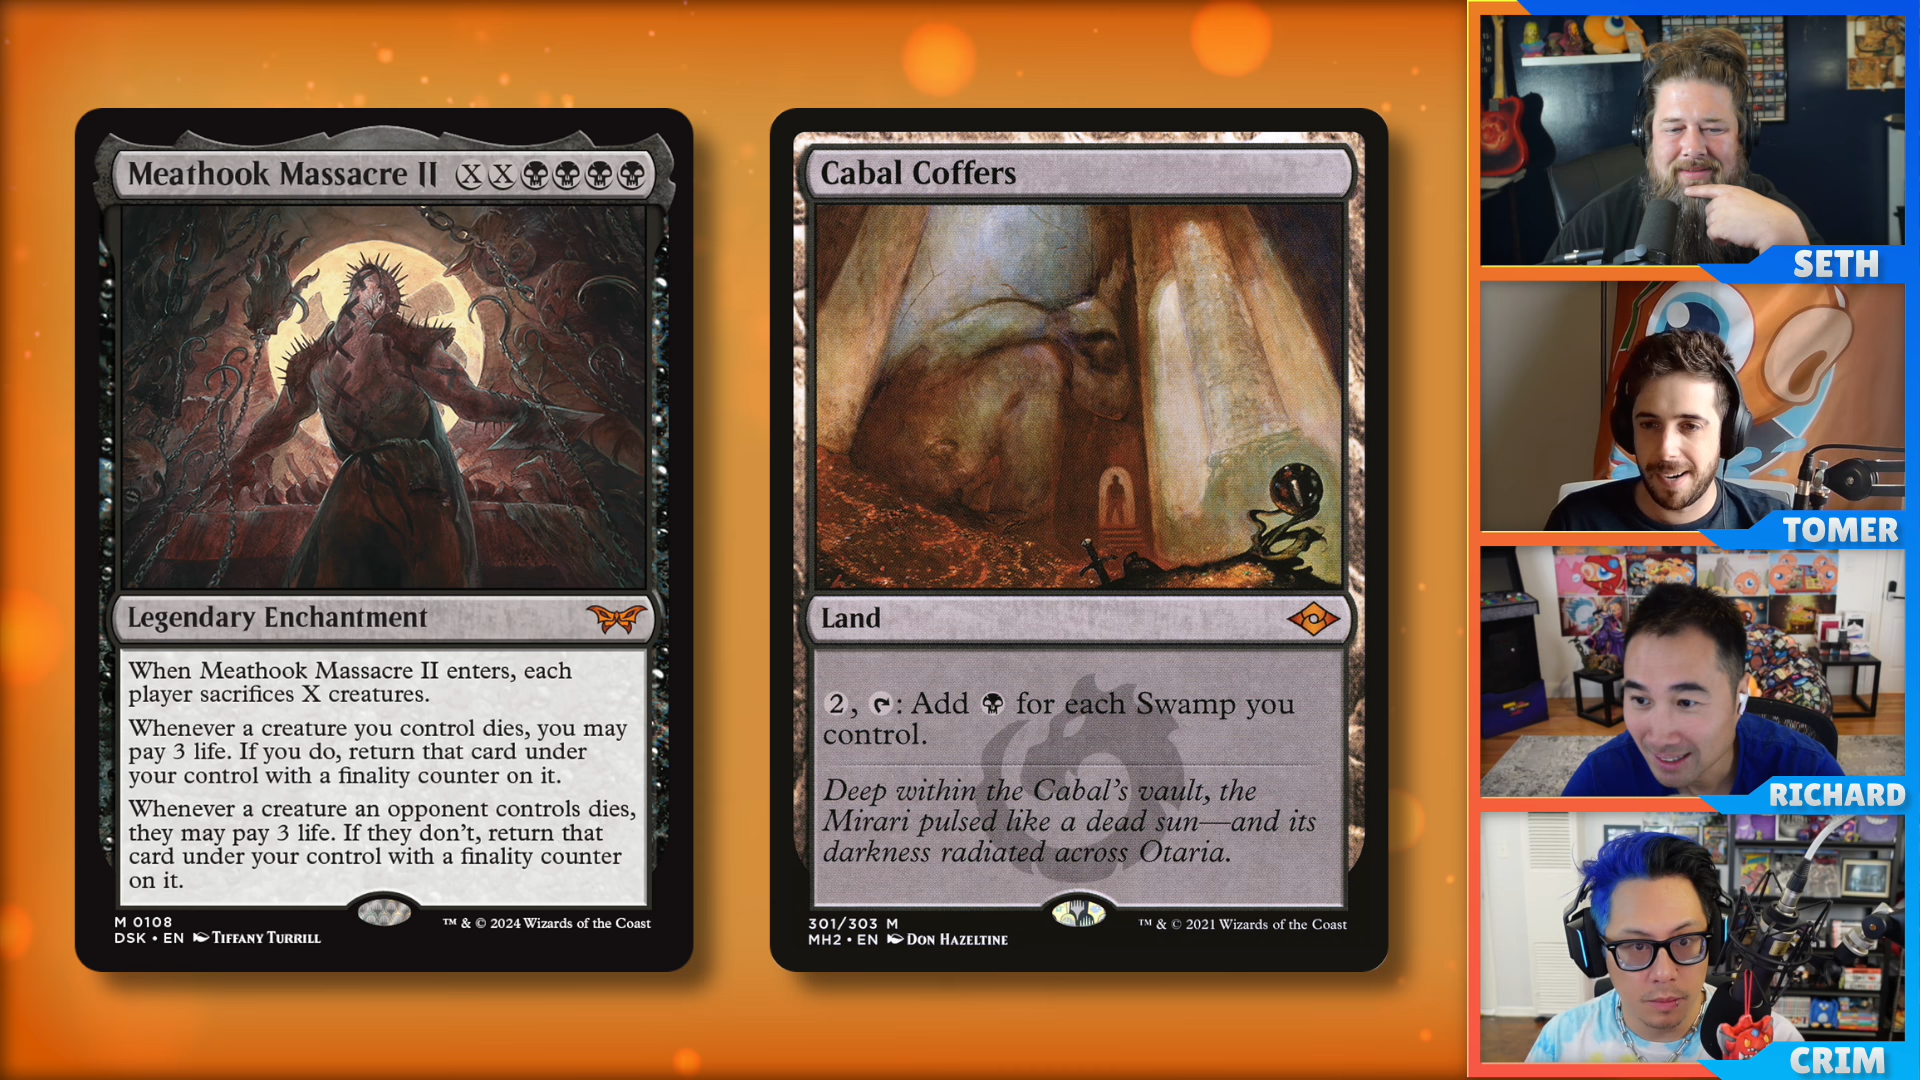 Meathook Massacre II X X
Legendary Enchantment
When Meathook Massacre II enters, each
player sacrifices X creatures.
Whenever a creature you control dies, you may
pay 3 life. If you do, return that card under
your control with a finality counter on it.
Whenever a creature an opponent controls dies,
they may pay 3 life. If they don't, return that
card under your control with a finality counter
on it.
M 0108
DSK • EN TIFFANY TURRILL
™ & © 2024 Wizards of the Coast
Cabal Coffers
Land
2, : Add for each Swamp you
control.
Deep within the Cabal's vault, the
Mirari pulsed like a dead sun—and its
darkness radiated across Otaria.
301/303 M
MH2 • EN DON HAZELTINE
™ & © 2021 Wizards of the Coast
SETH
TOMER
RICHARD
CRIM